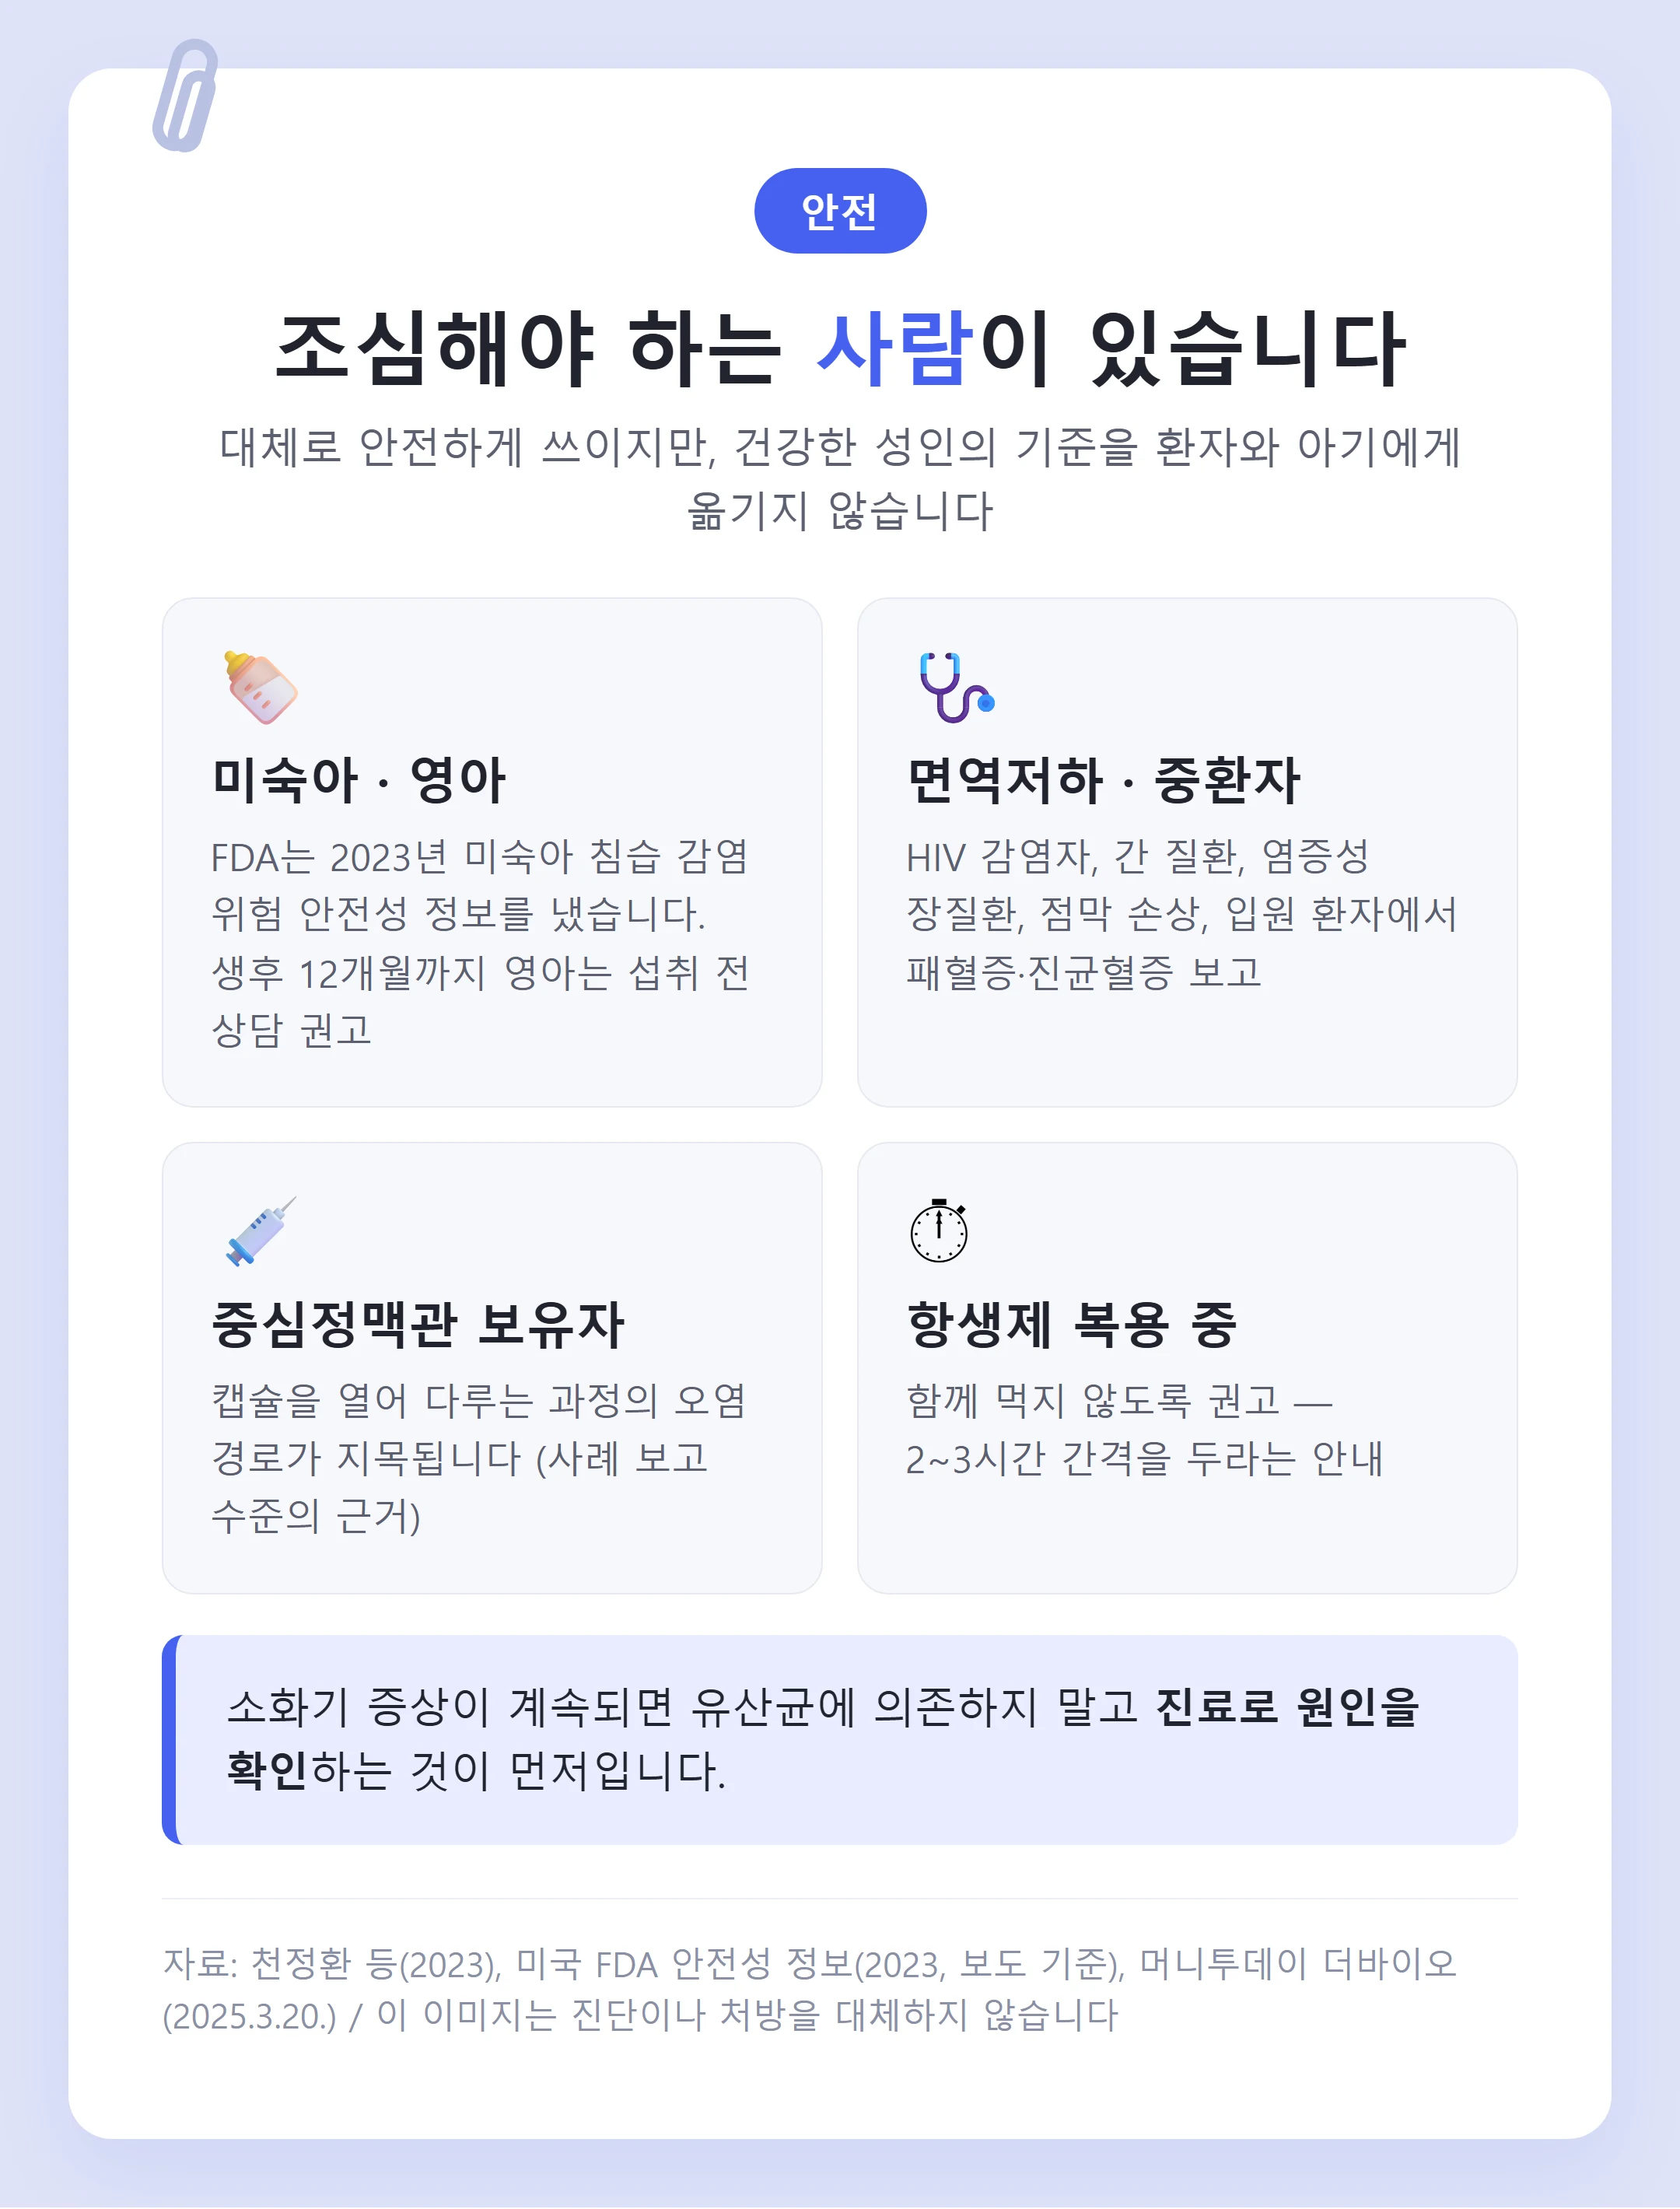 안전
조심해야 하는 사람이 있습니다
대체로 안전하게 쓰이지만, 건강한 성인의 기준을 환자와 아기에게
옮기지 않습니다
미숙아 · 영아
FDA는 2023년 미숙아 침습 감염
위험 안전성 정보를 냈습니다.
생후 12개월까지 영아는 섭취 전
상담 권고
면역저하 · 중환자
HIV 감염자, 간 질환, 염증성
장질환, 점막 손상, 입원 환자에서
패혈증·진균혈증 보고
중심정맥관 보유자
캡슐을 열어 다루는 과정의 오염
경로가 지목됩니다 (사례 보고
수준의 근거)
항생제 복용 중
함께 먹지 않도록 권고 —
2~3시간 간격을 두라는 안내
소화기 증상이 계속되면 유산균에 의존하지 말고 진료로 원인을
확인하는 것이 먼저입니다.
자료: 천정환 등(2023), 미국 FDA 안전성 정보(2023, 보도 기준), 머니투데이 더바이오
(2025.3.20.) / 이 이미지는 진단이나 처방을 대체하지 않습니다